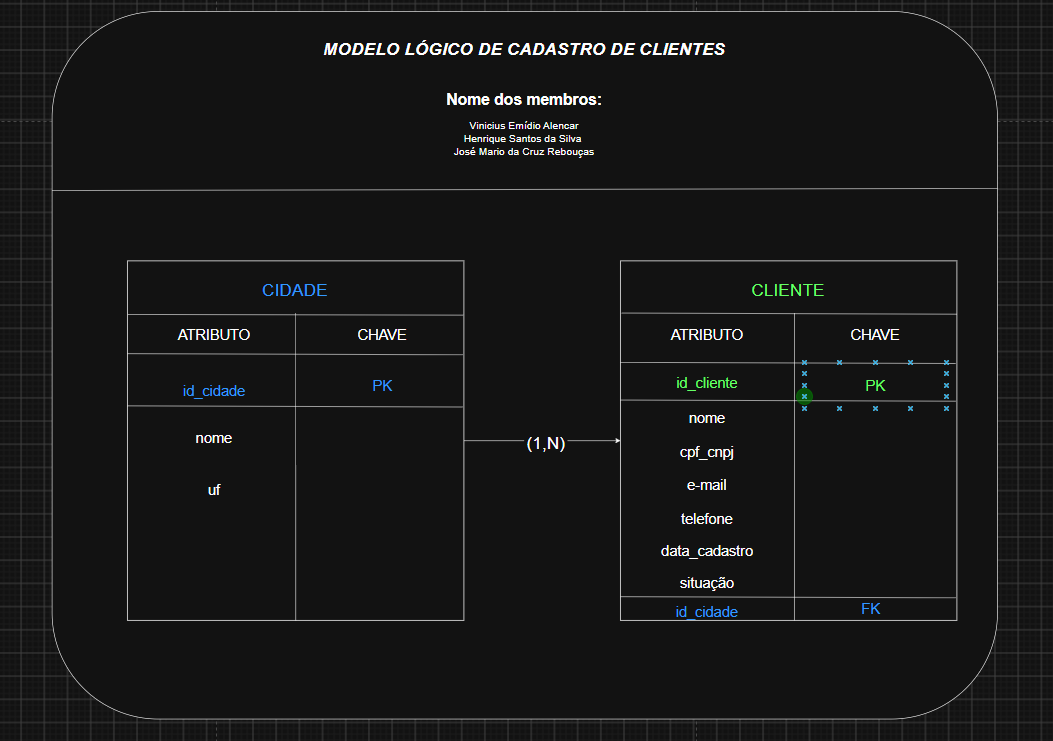 MODELO LÓGICO DE CADASTRO DE CLIENTES
Nome dos membros:
Vinicius Emídio Alencar
Henrique Santos da Silva
José Mario da Cruz Rebouças
CIDADE
ATRIBUTO CHAVE
id_cidade PK
nome
uf
(1,N)
CLIENTE
ATRIBUTO CHAVE
id_cliente PK
nome
cpf_cnpj
e-mail
telefone
data_cadastro
situação
id_cidade FK